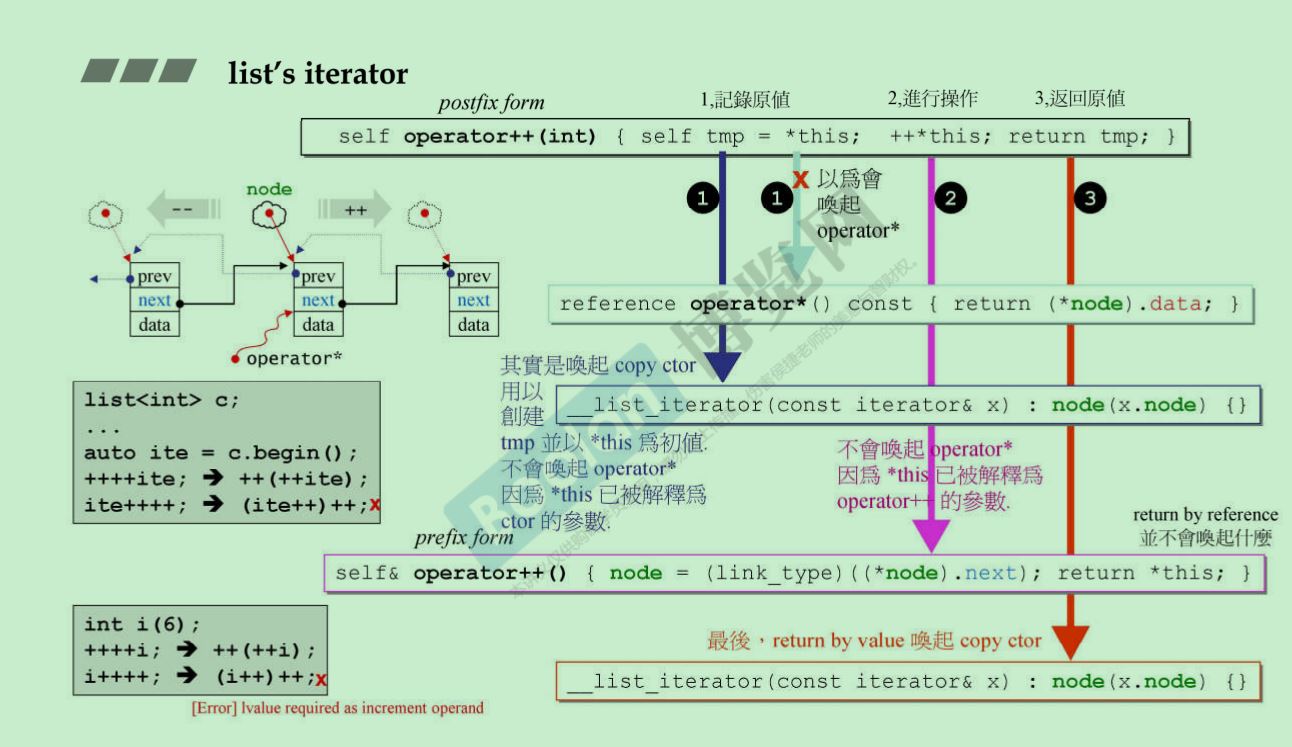 list's iterator
postfix form
1,記錄原値
2,進行操作
3,返回原値
self operator++(int) { self tmp = *this; ++*this; return tmp; }
1
1
x 以爲會
喚起
operator*
2
3
node
--
++
prev
next
data
prev
next
data
prev
next
data
operator*
reference operator*() const { return (*node).data; }
其實是喚起 copy ctor
用以
創建
tmp 並以 *this 爲初値.
不會喚起 operator*
因爲 *this 已被解釋爲
ctor 的參數.
__list_iterator(const iterator& x) : node(x.node) {}
不會喚起 operator*
因爲 *this 已被解釋爲
operator++ 的參數.
list<int> c;
...
auto ite = c.begin();
++++ite; ➔ ++(++ite);
ite++++; ➔ (ite++)++;x
return by reference
並不會喚起什麼
prefix form
self& operator++() { node = (link_type)((*node).next); return *this; }
int i(6);
++++i; ➔ ++(++i);
i++++; ➔ (i++)++;x
[Error] lvalue required as increment operand
最後，return by value 喚起 copy ctor
__list_iterator(const iterator& x) : node(x.node) {}
Boolan 博览网